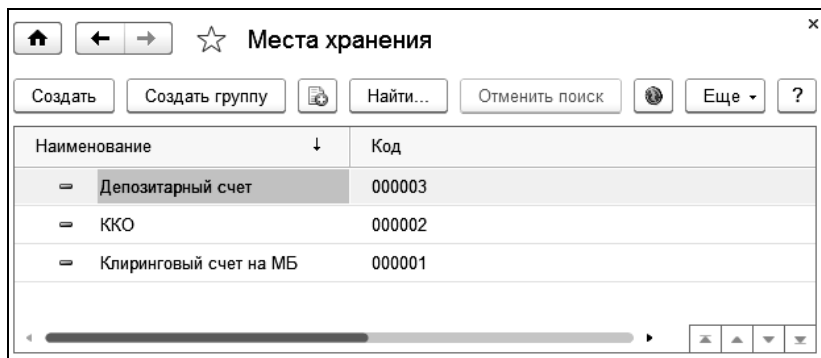 Места хранения
Создать Создать группу Найти... Отменить поиск Еще ?
Наименование Код
Депозитарный счет 000003
ККО 000002
Клиринговый счет на МБ 000001